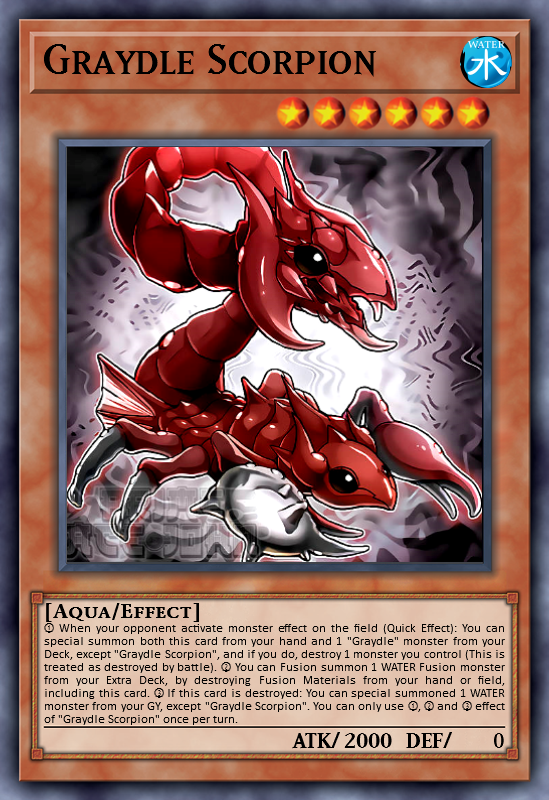 Graydle Scorpion
WATER
水
[Aqua/Effect]
① When your opponent activate monster effect on the field (Quick Effect): You can
special summon both this card from your hand and 1 "Graydle" monster from your
Deck, except "Graydle Scorpion", and if you do, destroy 1 monster you control (This is
treated as destroyed by battle). ② You can Fusion summon 1 WATER Fusion monster
from your Extra Deck, by destroying Fusion Materials from your hand or field,
including this card. ② If this card is destroyed: You can special summoned 1 WATER
monster from your GY, except "Graydle Scorpion". You can only use ①, ② and ② effect
of "Graydle Scorpion" once per turn.
ATK/ 2000 DEF/ 0